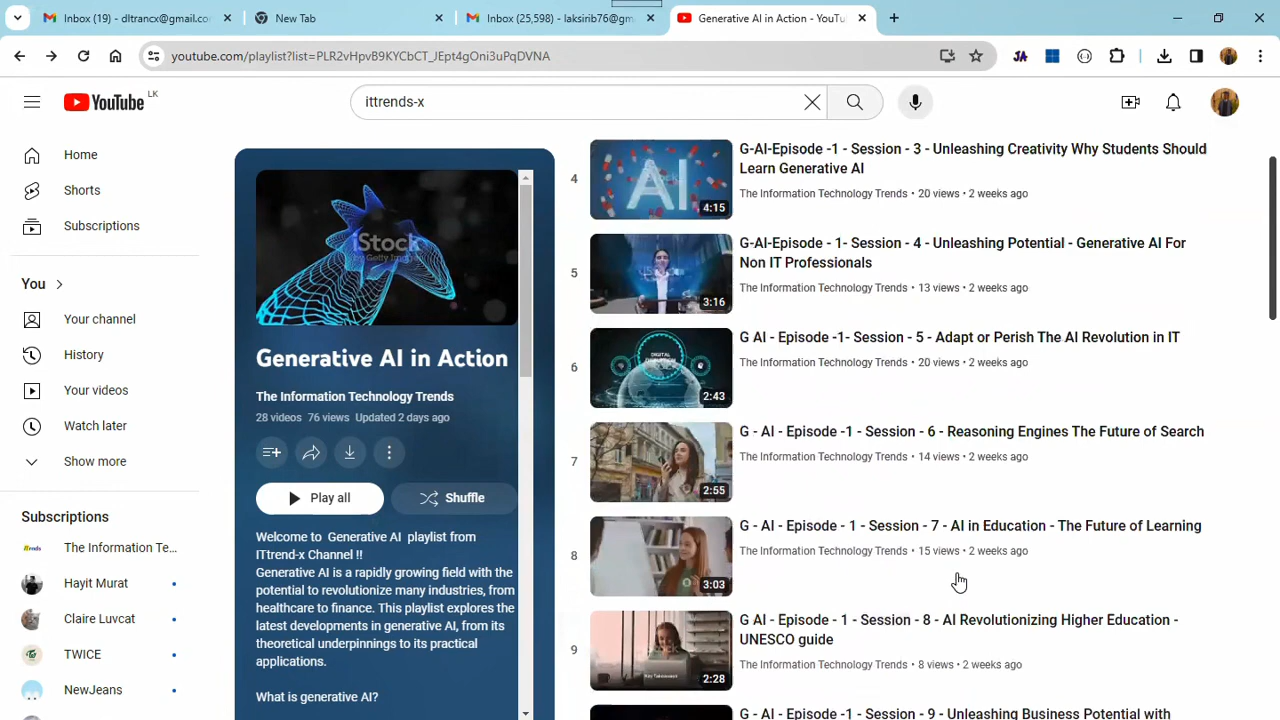 Inbox (19) - dltrancx@gmail.co
New Tab
Inbox (25,598) - laksirib76@gm
Generative AI in Action - YouTu
youtube.com/playlist?list=PLR2vHpvB9KYCbCT_JEpt4gOni3uPqDVNA
YouTube LK
ittrends-x
Home
Shorts
Subscriptions
You
Your channel
History
Your videos
Watch later
Show more
Subscriptions
The Information Te...
Hayit Murat
Claire Luvcat
TWICE
NewJeans
iStock
by Getty Images
Generative AI in Action
The Information Technology Trends
28 videos 76 views Updated 2 days ago
Play all
Shuffle
Welcome to Generative AI playlist from
ITtrend-x Channel !!
Generative AI is a rapidly growing field with the
potential to revolutionize many industries, from
healthcare to finance. This playlist explores the
latest developments in generative AI, from its
theoretical underpinnings to its practical
applications.
What is generative AI?
4
AI
4:15
G-AI-Episode -1 - Session - 3 - Unleashing Creativity Why Students Should
Learn Generative AI
The Information Technology Trends • 20 views • 2 weeks ago
5
3:16
G-AI-Episode - 1- Session - 4 - Unleashing Potential - Generative AI For
Non IT Professionals
The Information Technology Trends • 13 views • 2 weeks ago
6
DIGITAL
2:43
G AI - Episode -1- Session - 5 - Adapt or Perish The AI Revolution in IT
The Information Technology Trends • 20 views • 2 weeks ago
7
2:55
G - AI - Episode -1 - Session - 6 - Reasoning Engines The Future of Search
The Information Technology Trends • 14 views • 2 weeks ago
8
3:03
G - AI - Episode - 1 - Session - 7 - AI in Education - The Future of Learning
The Information Technology Trends • 15 views • 2 weeks ago
9
2:28
G AI - Episode - 1 - Session - 8 - AI Revolutionizing Higher Education -
UNESCO guide
The Information Technology Trends • 8 views • 2 weeks ago
G - AI - Episode -1 - Session - 9 - Unleashing Business Potential with